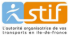 stif
L'autorité organisatrice de vos
transports en île-de-france